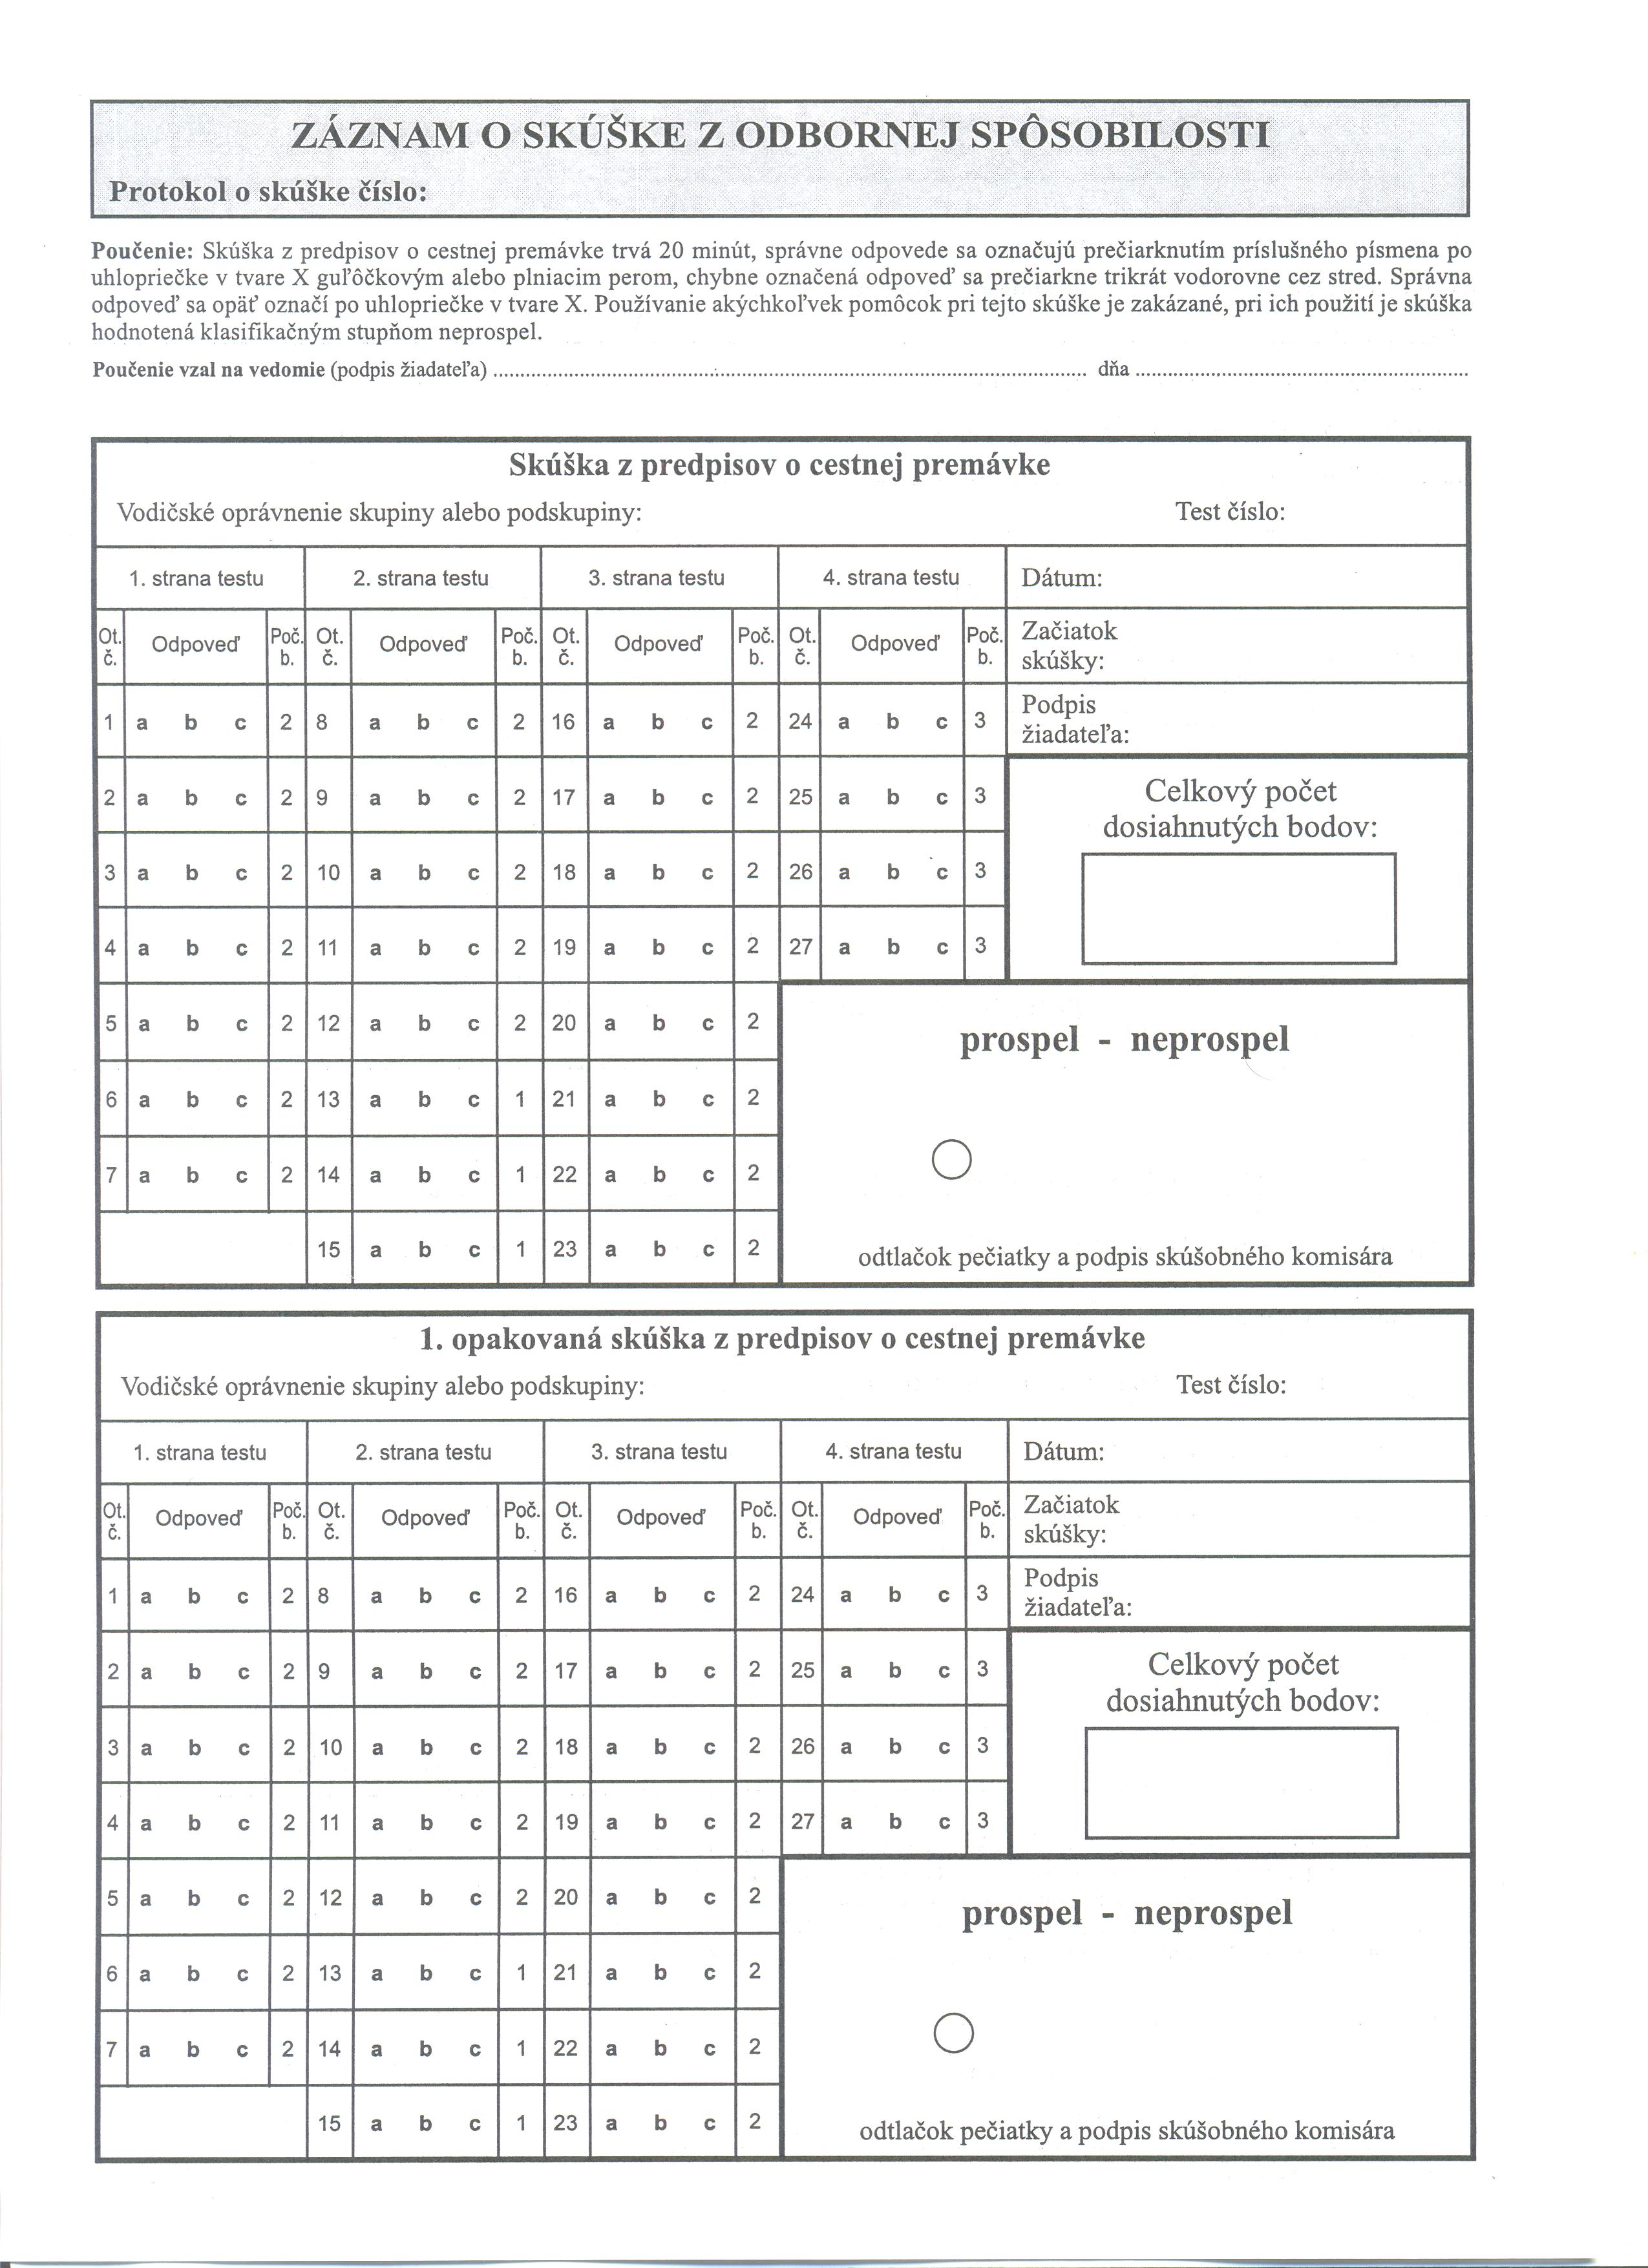 ZÁZNAM O SKÚŠKE Z ODBORNEJ SPÔSOBILOSTI
Protokol o skúške číslo:
Poučenie: Skúška z predpisov o cestnej premávke trvá 20 minút, správne odpovede sa označujú prečiarknutím príslušného písmena po
uhlopriečke v tvare X guľôčkovým alebo plniacim perom, chybne označená odpoveď sa prečiarkne trikrát vodorovne cez stred. Správna
odpoveď sa opäť označí po uhlopriečke v tvare X. Používanie akýchkoľvek pomôcok pri tejto skúške je zakázané, pri ich použití je skúška
hodnotená klasifikačným stupňom neprospel.
Poučenie vzal na vedomie (podpis žiadateľa) ........................ dňa ........................
Skúška z predpisov o cestnej premávke
Vodičské oprávnenie skupiny alebo podskupiny: Test číslo:
1. strana testu 2. strana testu 3. strana testu 4. strana testu Dátum:
Ot. č. Odpoveď Poč. b. Ot. č. Odpoveď Poč. b. Ot. č. Odpoveď Poč. b. Ot. č. Odpoveď Poč. b. Začiatok skúšky:
1 a b c 2 8 a b c 2 16 a b c 2 24 a b c 3 Podpis žiadateľa:
2 a b c 2 9 a b c 2 17 a b c 2 25 a b c 3 Celkový počet
dosiahnutých bodov:
3 a b c 2 10 a b c 2 18 a b c 2 26 a b c 3
4 a b c 2 11 a b c 2 19 a b c 2 27 a b c 3
5 a b c 2 12 a b c 2 20 a b c 2 prospel - neprospel
6 a b c 2 13 a b c 1 21 a b c 2
7 a b c 2 14 a b c 1 22 a b c 2
15 a b c 1 23 a b c 2 odtlačok pečiatky a podpis skúšobného komisára
1. opakovaná skúška z predpisov o cestnej premávke
Vodičské oprávnenie skupiny alebo podskupiny: Test číslo:
1. strana testu 2. strana testu 3. strana testu 4. strana testu Dátum:
Ot. č. Odpoveď Poč. b. Ot. č. Odpoveď Poč. b. Ot. č. Odpoveď Poč. b. Ot. č. Odpoveď Poč. b. Začiatok skúšky:
1 a b c 2 8 a b c 2 16 a b c 2 24 a b c 3 Podpis žiadateľa:
2 a b c 2 9 a b c 2 17 a b c 2 25 a b c 3 Celkový počet
dosiahnutých bodov:
3 a b c 2 10 a b c 2 18 a b c 2 26 a b c 3
4 a b c 2 11 a b c 2 19 a b c 2 27 a b c 3
5 a b c 2 12 a b c 2 20 a b c 2 prospel - neprospel
6 a b c 2 13 a b c 1 21 a b c 2
7 a b c 2 14 a b c 1 22 a b c 2
15 a b c 1 23 a b c 2 odtlačok pečiatky a podpis skúšobného komisára